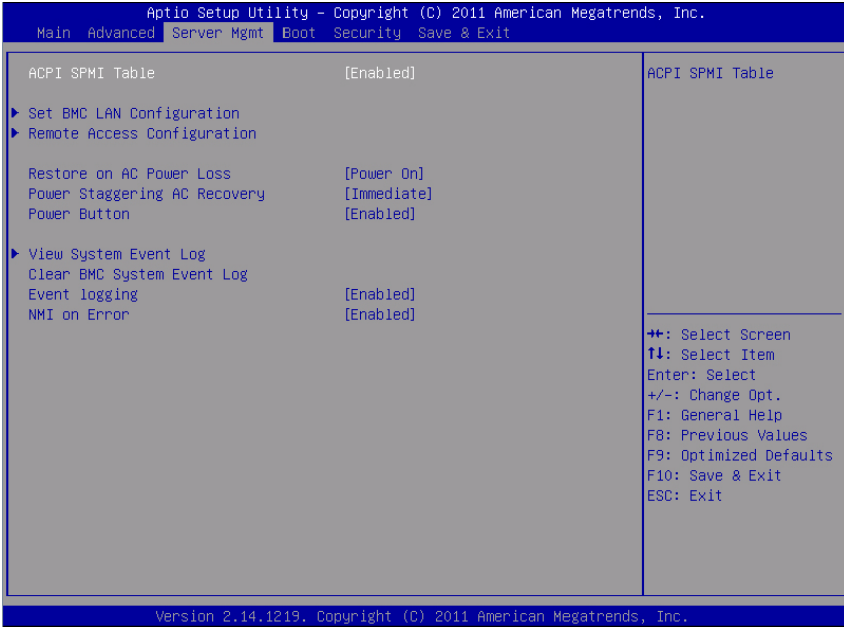 Aptio Setup Utility – Copyright (C) 2011 American Megatrends, Inc.
Main Advanced Server Mgmt Boot Security Save & Exit
ACPI SPMI Table [Enabled]
Set BMC LAN Configuration
Remote Access Configuration
Restore on AC Power Loss [Power On]
Power Staggering AC Recovery [Immediate]
Power Button [Enabled]
View System Event Log
Clear BMC System Event Log
Event logging [Enabled]
NMI on Error [Enabled]
ACPI SPMI Table
→←: Select Screen
↑↓: Select Item
Enter: Select
+/-: Change Opt.
F1: General Help
F8: Previous Values
F9: Optimized Defaults
F10: Save & Exit
ESC: Exit
Version 2.14.1219. Copyright (C) 2011 American Megatrends, Inc.